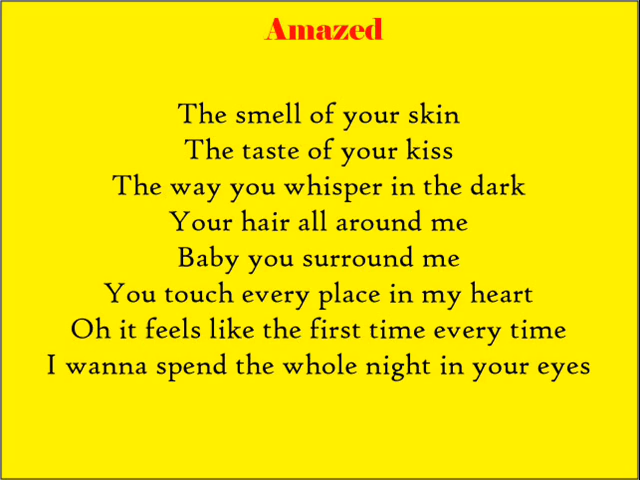 Amazed
The smell of your skin
The taste of your kiss
The way you whisper in the dark
Your hair all around me
Baby you surround me
You touch every place in my heart
Oh it feels like the first time every time
I wanna spend the whole night in your eyes